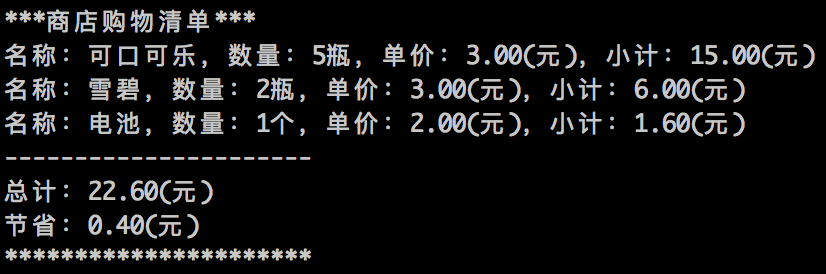 ***商店购物清单***
名称：可口可乐，数量：5瓶，单价：3.00(元)，小计：15.00(元)
名称：雪碧，数量：2瓶，单价：3.00(元)，小计：6.00(元)
名称：电池，数量：1个，单价：2.00(元)，小计：1.60(元)
----------------------
总计：22.60(元)
节省：0.40(元)
**********************